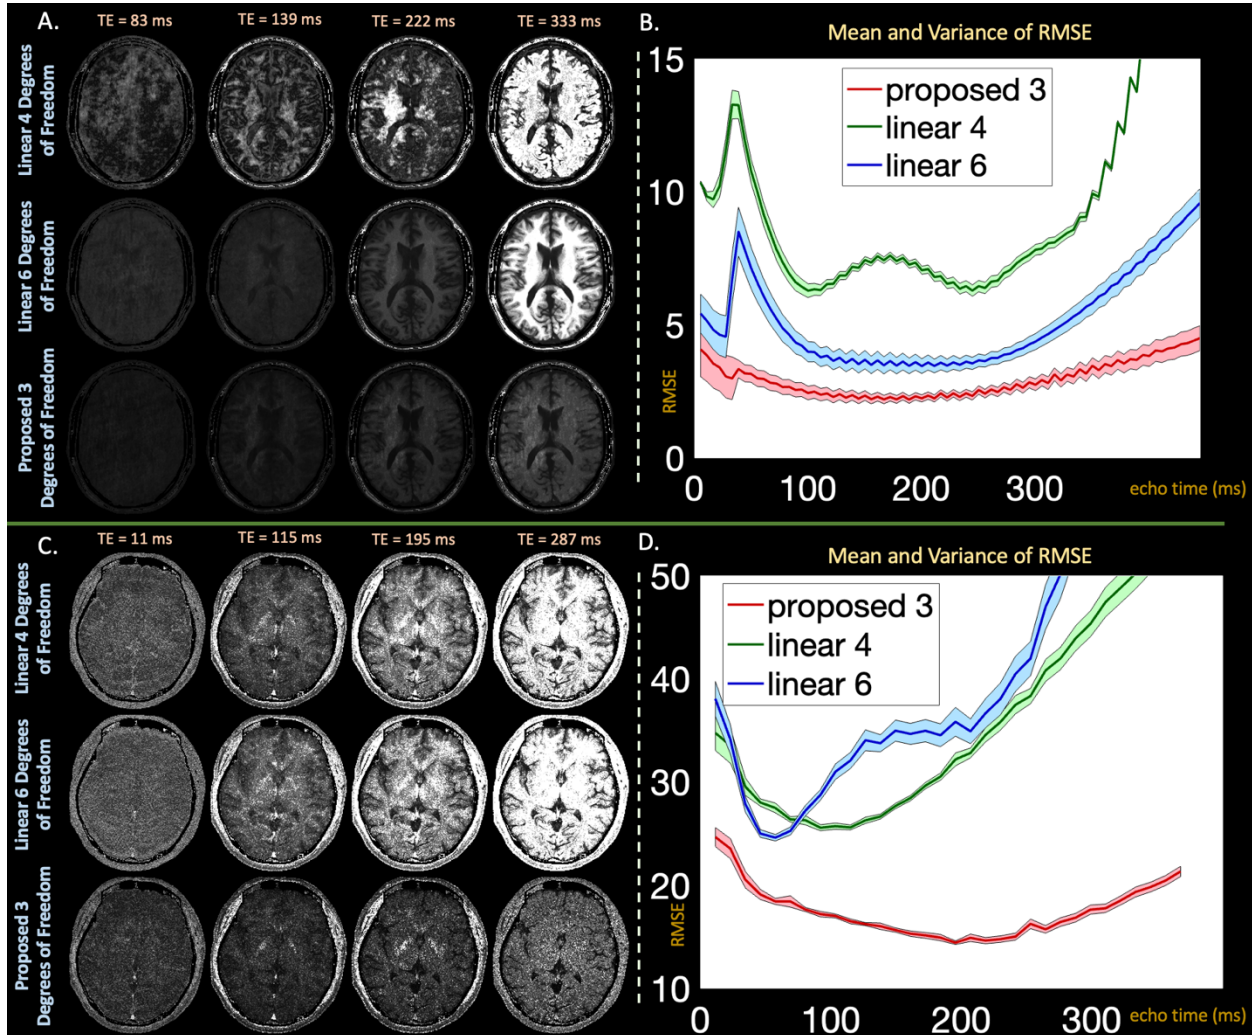 A.
TE = 83 ms
TE = 139 ms
TE = 222 ms
TE = 333 ms
Linear 4 Degrees
of Freedom
Linear 6 Degrees
of Freedom
Proposed 3
Degrees of Freedom
B.
Mean and Variance of RMSE
15
10
5
0
RMSE
proposed 3
linear 4
linear 6
0
100
200
300
echo time (ms)
C.
TE = 11 ms
TE = 115 ms
TE = 195 ms
TE = 287 ms
Linear 4 Degrees
of Freedom
Linear 6 Degrees
of Freedom
Proposed 3
Degrees of Freedom
D.
Mean and Variance of RMSE
50
40
30
20
10
RMSE
proposed 3
linear 4
linear 6
0
100
200
300
echo time (ms)